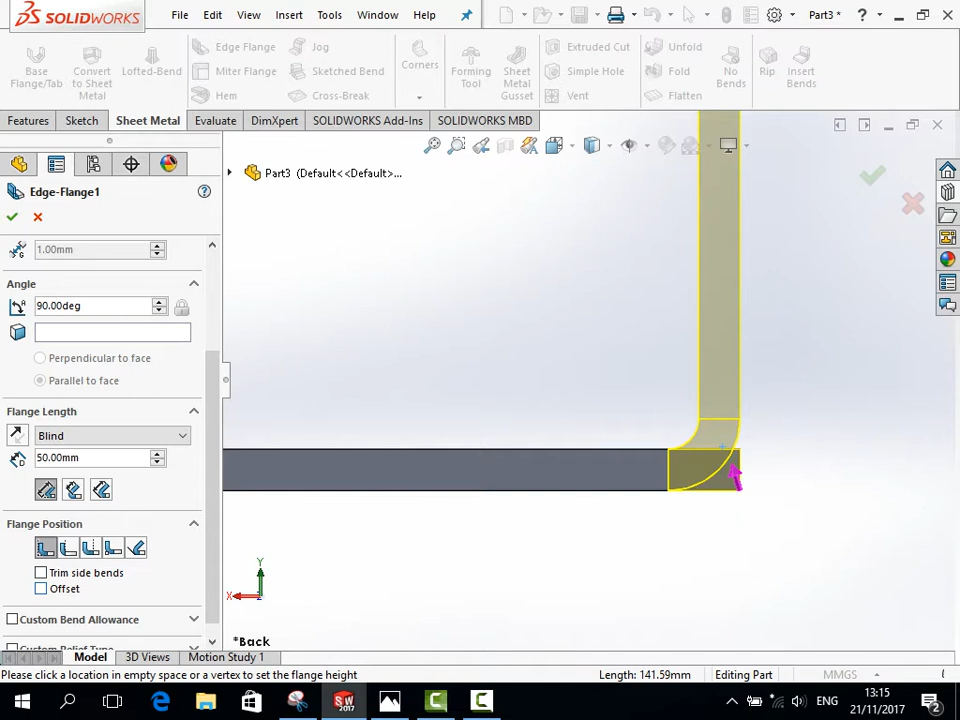 SOLIDWORKS File Edit View Insert Tools Window Help Part3 * ?
Base Flange/Tab Convert to Sheet Metal Lofted-Bend Edge Flange Miter Flange Hem Jog Sketched Bend Cross-Break Corners Forming Tool Sheet Metal Gusset Extruded Cut Simple Hole Vent Unfold Fold Flatten No Bends Rip Insert Bends
Features Sketch Sheet Metal Evaluate DimXpert SOLIDWORKS Add-Ins SOLIDWORKS MBD
Part3 (Default<<Default>...
Edge-Flange1
1.00mm
Angle
90.00deg
Perpendicular to face
Parallel to face
Flange Length
Blind
50.00mm
Flange Position
Trim side bends
Offset
Custom Bend Allowance
Y
X
Z
*Back
Model 3D Views Motion Study 1
Please click a location in empty space or a vertex to set the flange height Length: 141.59mm Editing Part MMGS
ENG 13:15
21/11/2017 2